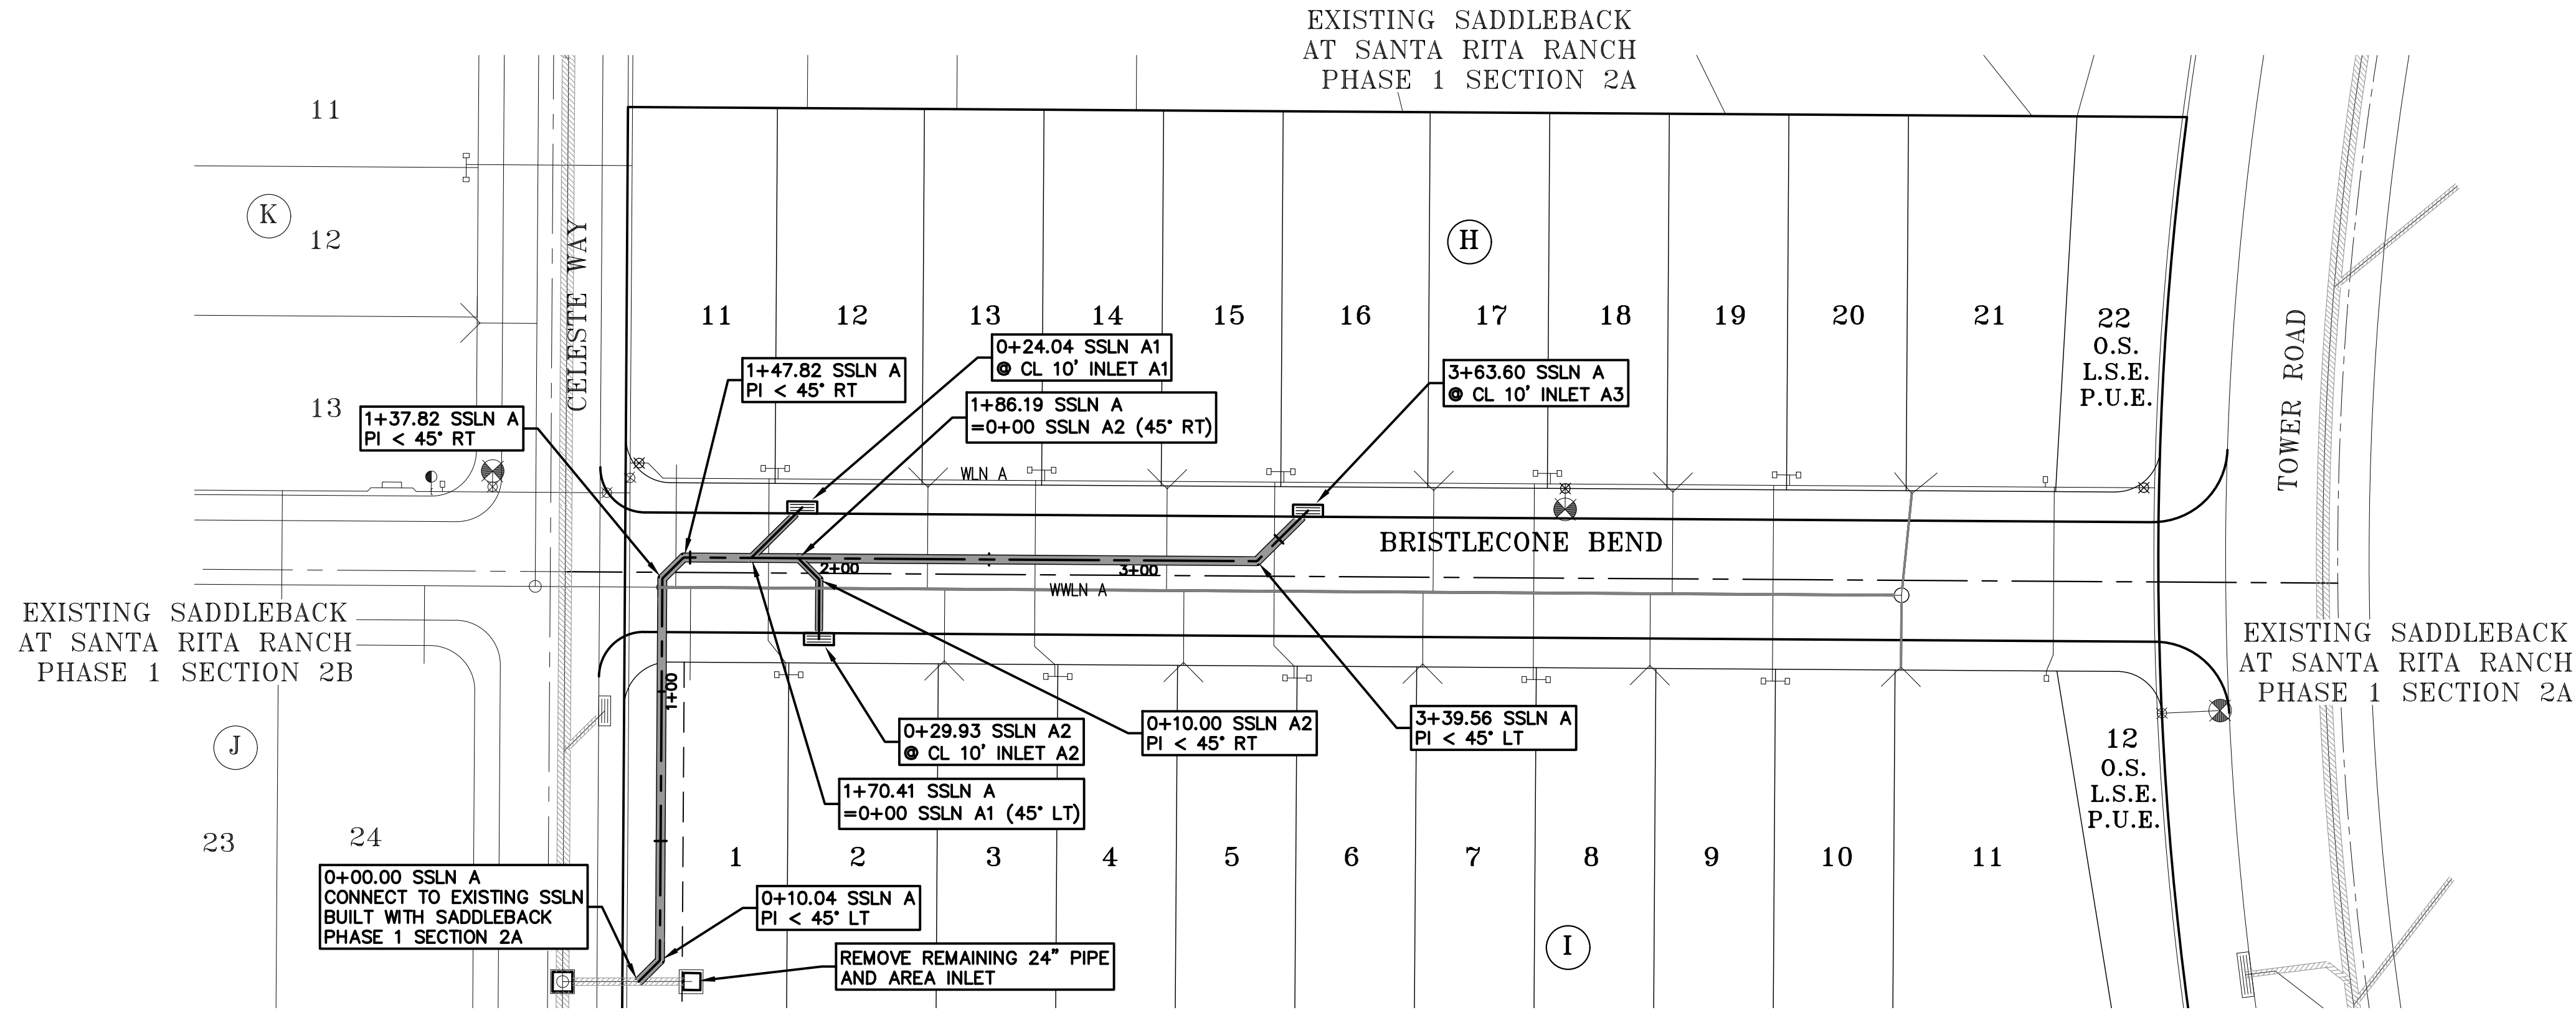 EXISTING SADDLEBACK
AT SANTA RITA RANCH
PHASE 1 SECTION 2A
11
K
12
13
CELESTE WAY
H
11
12
13
14
15
16
17
18
19
20
21
22
O.S.
L.S.E.
P.U.E.
TOWER ROAD
1+37.82 SSLN A
PI < 45° RT
1+47.82 SSLN A
PI < 45° RT
0+24.04 SSLN A1
@ CL 10' INLET A1
1+86.19 SSLN A
=0+00 SSLN A2 (45° RT)
3+63.60 SSLN A
@ CL 10' INLET A3
WLN A
BRISTLECONE BEND
2+00
3+00
WWLN A
1+00
EXISTING SADDLEBACK
AT SANTA RITA RANCH
PHASE 1 SECTION 2B
EXISTING SADDLEBACK
AT SANTA RITA RANCH
PHASE 1 SECTION 2A
J
23
24
0+29.93 SSLN A2
@ CL 10' INLET A2
0+10.00 SSLN A2
PI < 45° RT
3+39.56 SSLN A
PI < 45° LT
1+70.41 SSLN A
=0+00 SSLN A1 (45° LT)
12
O.S.
L.S.E.
P.U.E.
1
2
3
4
5
6
7
8
9
10
11
I
0+00.00 SSLN A
CONNECT TO EXISTING SSLN
BUILT WITH SADDLEBACK
PHASE 1 SECTION 2A
0+10.04 SSLN A
PI < 45° LT
REMOVE REMAINING 24" PIPE
AND AREA INLET